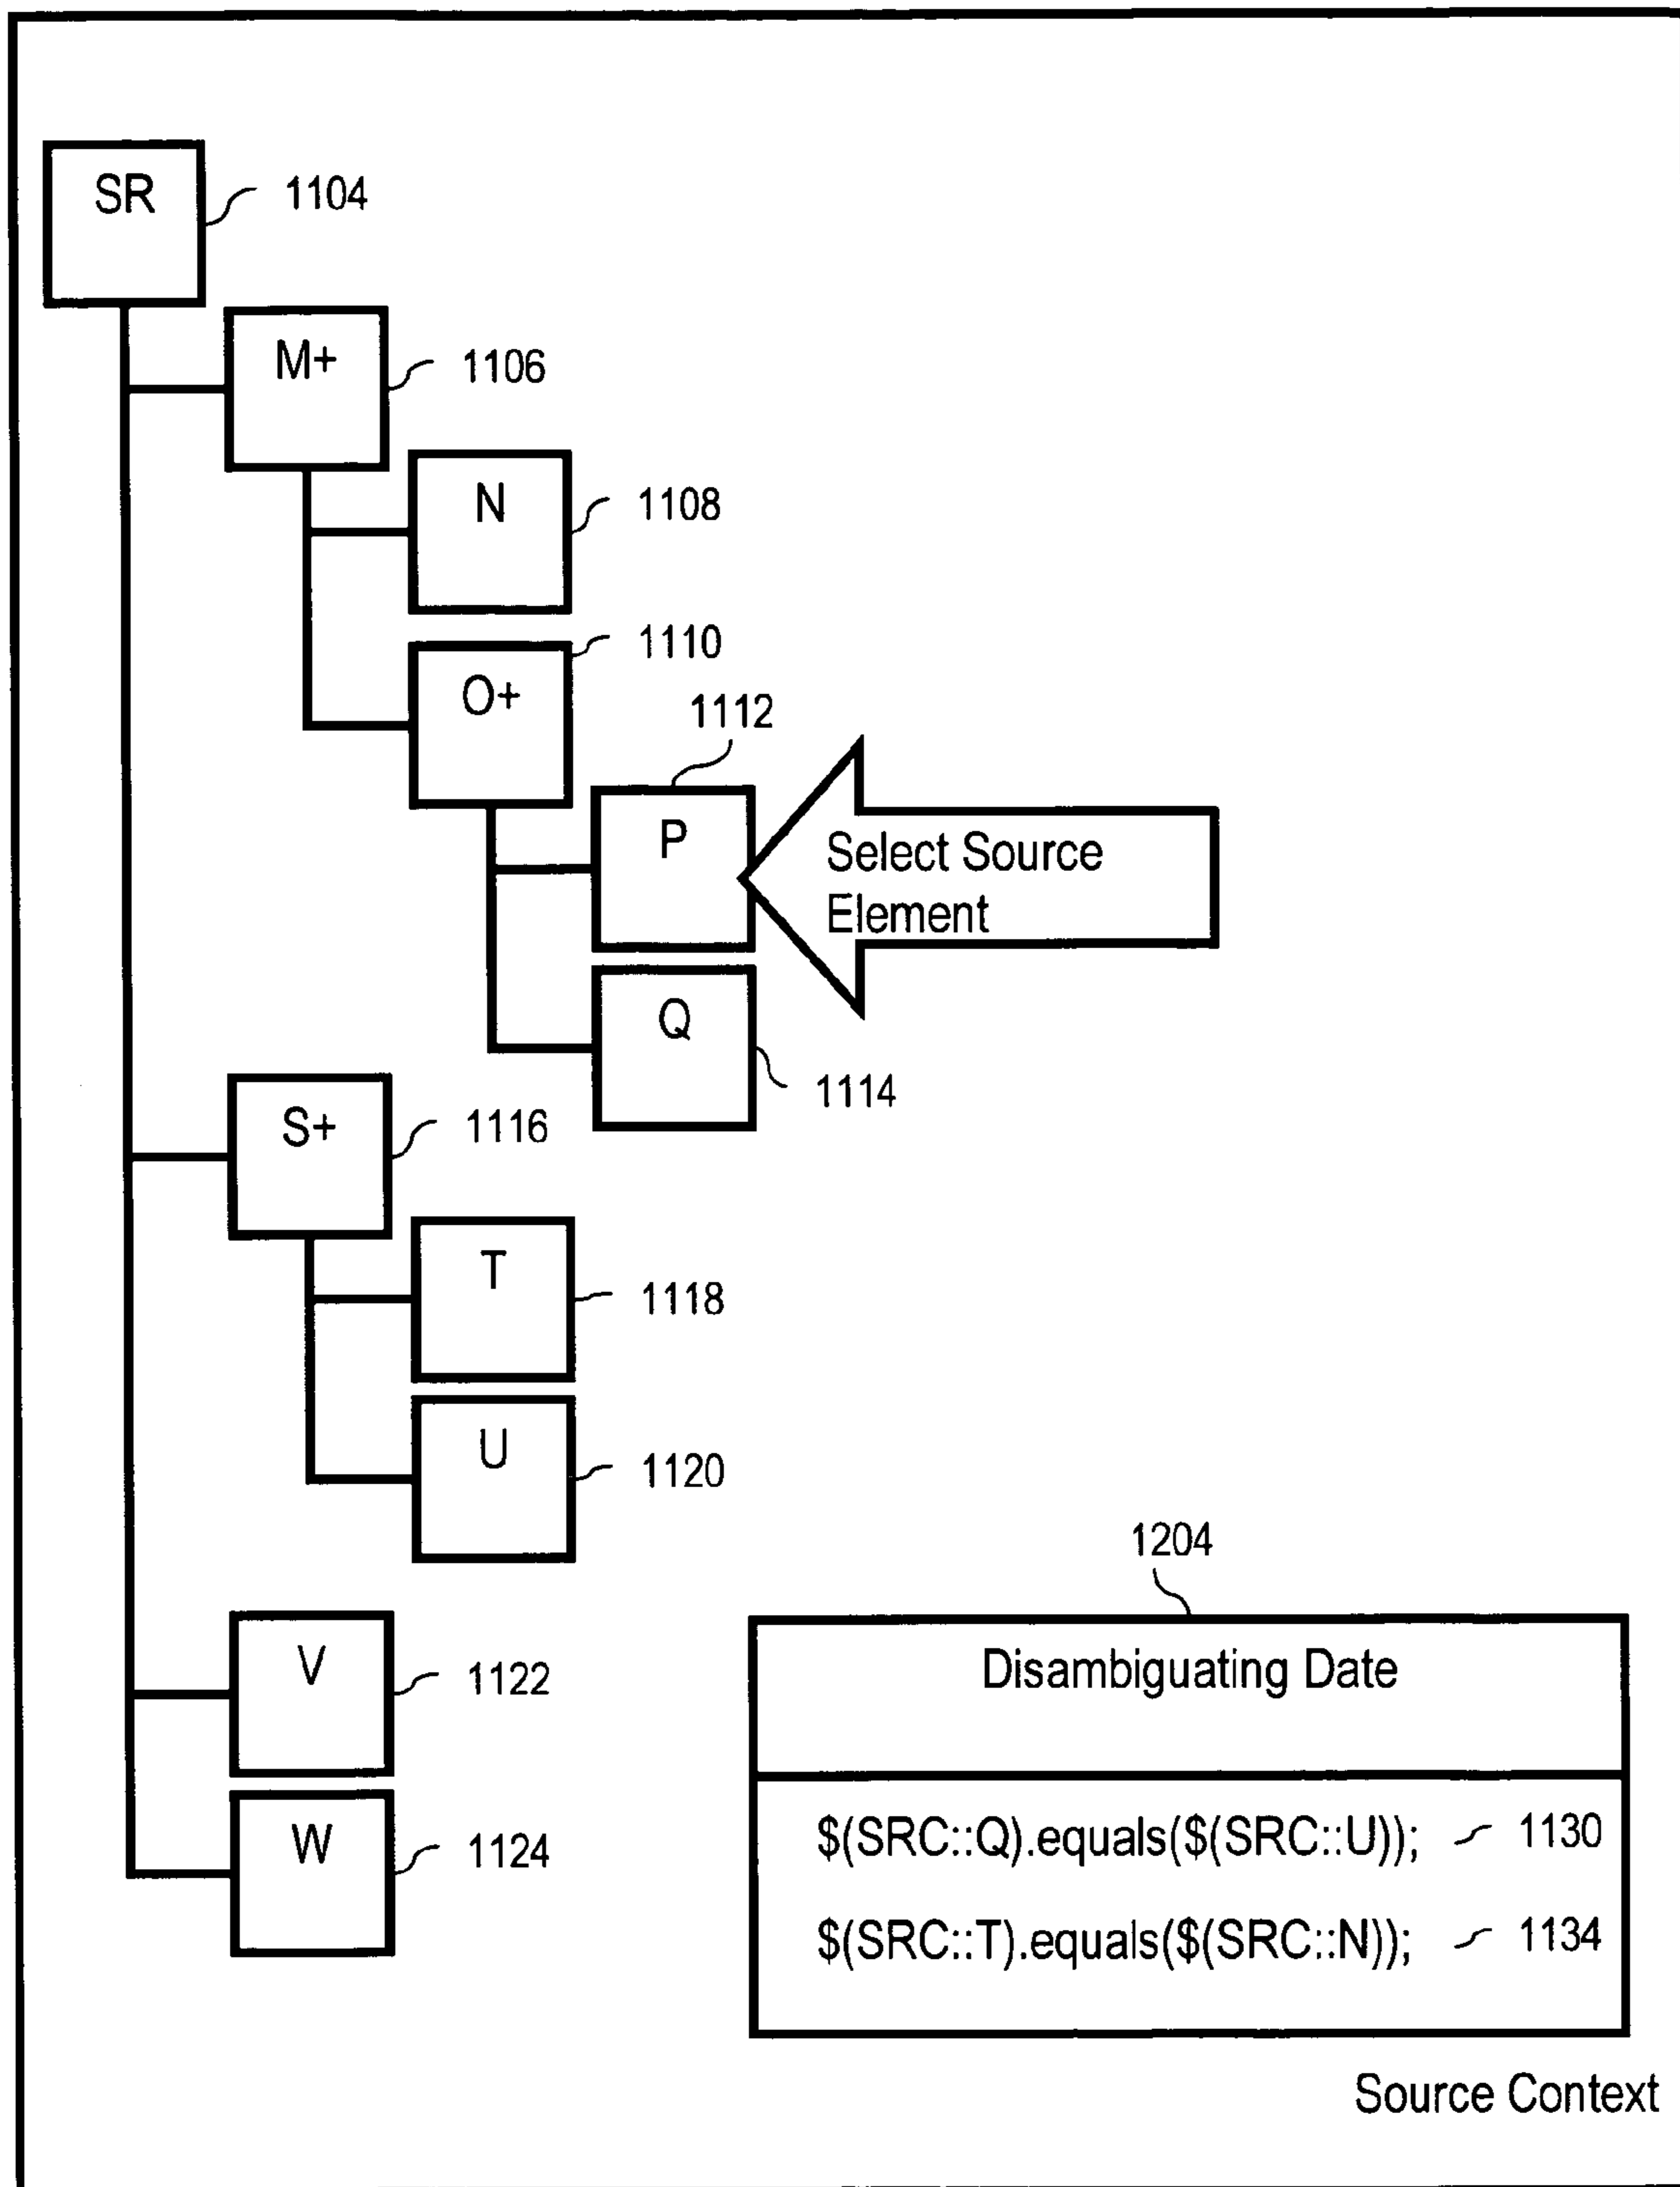 SR
1104
M+
1106
N
1108
O+
1110
P
1112
Select Source
Element
Q
1114
S+
1116
T
1118
U
1120
V
1122
W
1124
1204
Disambiguating Date
$(SRC::Q).equals($(SRC::U));
1130
$(SRC::T).equals($(SRC::N));
1134
Source Context